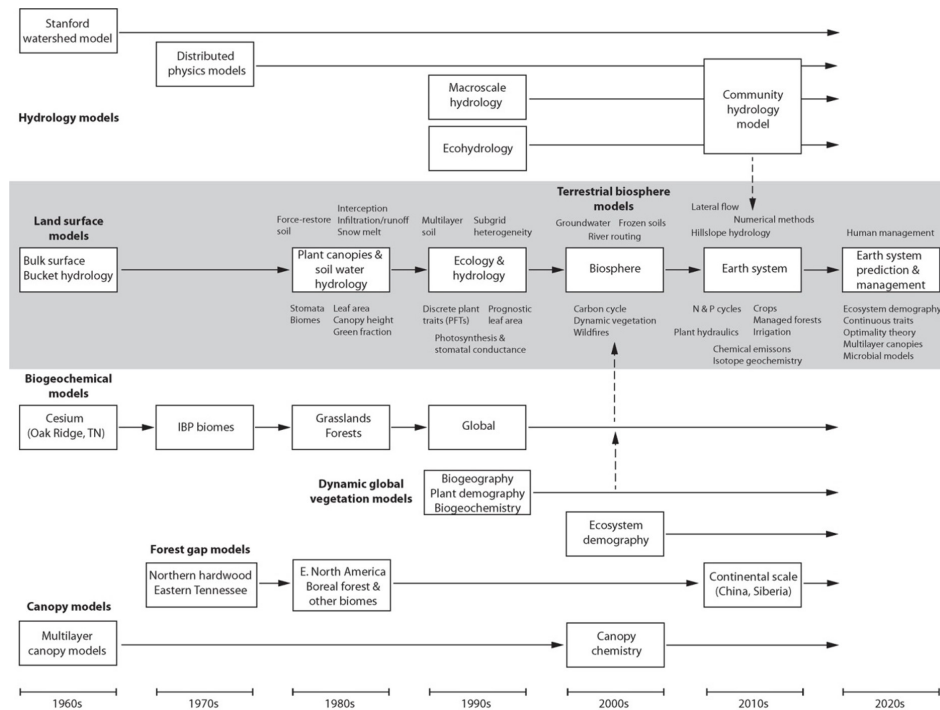 Stanford
watershed model
Distributed
physics models
Macroscale
hydrology
Community
hydrology
model
Hydrology models
Ecohydrology
Land surface
models
Bulk surface
Bucket hydrology
Force-restore
soil
Interception
Infiltration/runoff
Snow melt
Plant canopies &
soil water
hydrology
Stomata
Biomes
Leaf area
Canopy height
Green fraction
Multilayer
soil
Subgrid
heterogeneity
Ecology &
hydrology
Discrete plant
traits (PFTs)
Prognostic
leaf area
Photosynthesis &
stomatal conductance
Terrestrial biosphere
models
Groundwater
Frozen soils
River routing
Biosphere
Carbon cycle
Dynamic vegetation
Wildfires
Lateral flow
Numerical methods
Hillslope hydrology
Earth system
N & P cycles
Crops
Managed forests
Irrigation
Plant hydraulics
Chemical emissons
Isotope geochemistry
Human management
Earth system
prediction &
management
Ecosystem demography
Continuous traits
Optimality theory
Multilayer canopies
Microbial models
Biogeochemical
models
Cesium
(Oak Ridge, TN)
IBP biomes
Grasslands
Forests
Global
Dynamic global
vegetation models
Biogeography
Plant demography
Biogeochemistry
Ecosystem
demography
Forest gap models
Northern hardwood
Eastern Tennessee
E. North America
Boreal forest &
other biomes
Continental scale
(China, Siberia)
Canopy models
Multilayer
canopy models
Canopy
chemistry
1960s
1970s
1980s
1990s
2000s
2010s
2020s